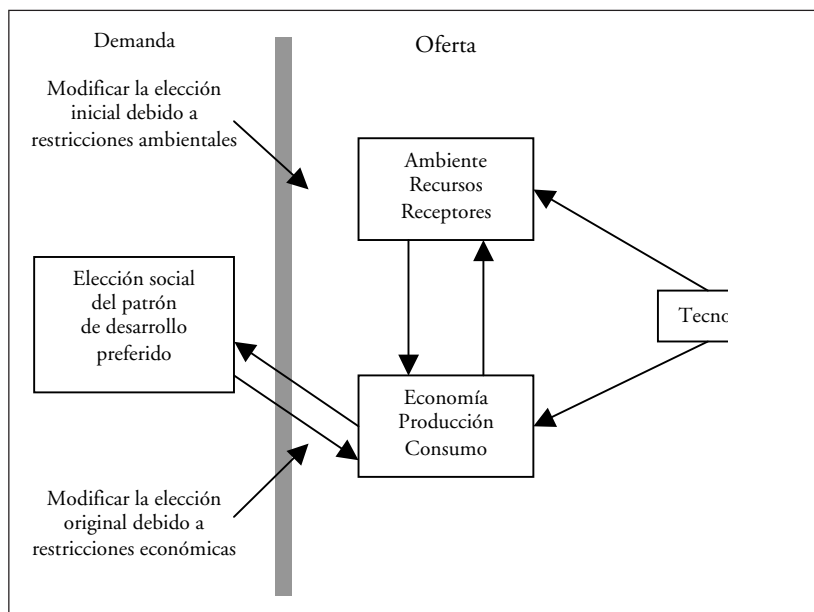 Demanda
Oferta
Modificar la elección
inicial debido a
restricciones ambientales
Ambiente
Recursos
Receptores
Elección social
del patrón
de desarrollo
preferido
Tecno
Economía
Producción
Consumo
Modificar la elección
original debido a
restricciones económicas